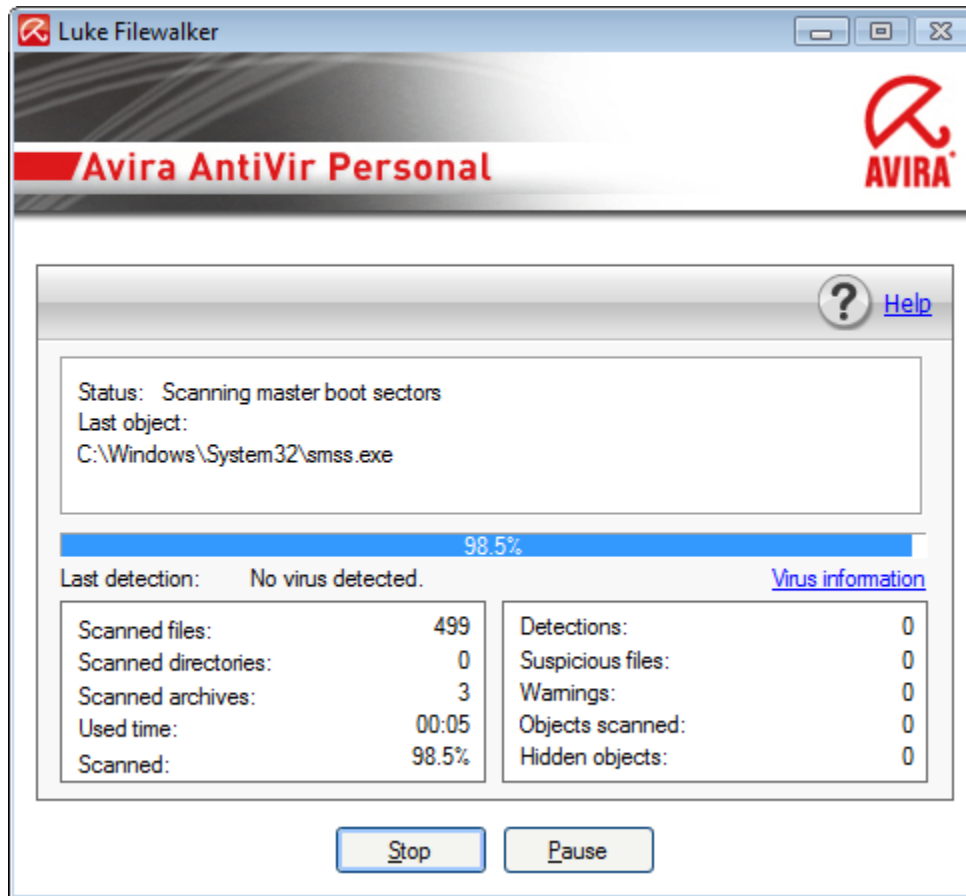 Luke Filewalker
AVIRA
Avira AntiVir Personal
? Help
Status: Scanning master boot sectors
Last object:
C:\Windows\System32\smss.exe
98.5%
Last detection: No virus detected. Virus information
Scanned files: 499
Scanned directories: 0
Scanned archives: 3
Used time: 00:05
Scanned: 98.5%
Detections: 0
Suspicious files: 0
Warnings: 0
Objects scanned: 0
Hidden objects: 0
Stop Pause